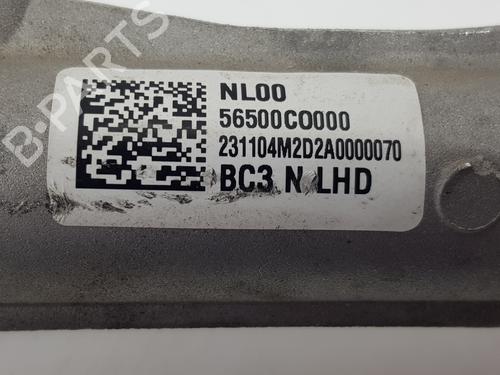 B-PARTS
NL00
56500C0000
231104M2D2A0000070
BC3 N LHD